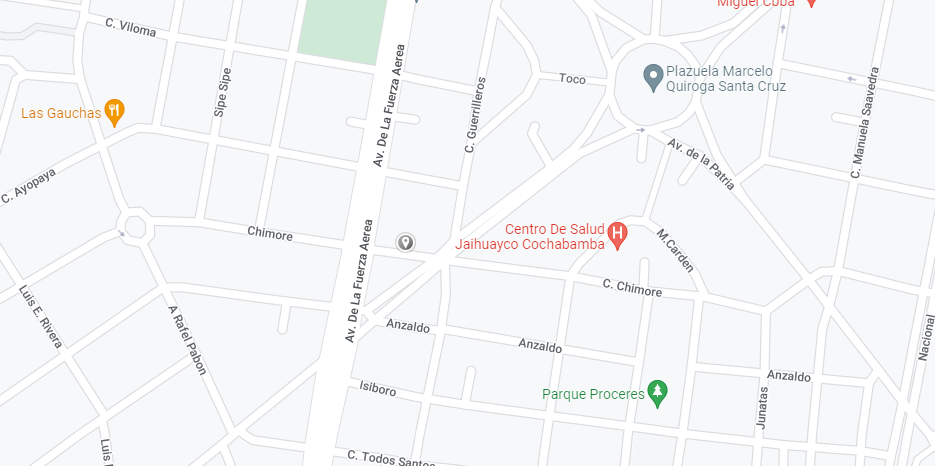 Miguel Cbba
C. Viloma
Sipe Sipe
Av. De La Fuerza Aerea
C. Guerrilleros
Toco
Plazuela Marcelo
Quiroga Santa Cruz
C. Manuela Saavedra
Las Gauchas
C. Ayopaya
Av. de la Patria
Chimore
Centro De Salud
Jaihuayco Cochabamba
H
M.Carden
C. Chimore
Av. De La Fuerza Aerea
Luis E. Rivera
A Rafel Pabon
Anzaldo
Anzaldo
Nacional
Anzaldo
Isiboro
Parque Proceres
Junatas
Luis
C. Todos Santos